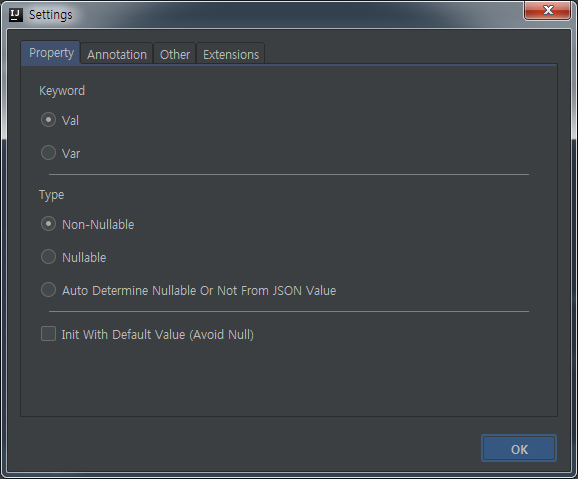 IJ
Settings
Property Annotation Other Extensions
Keyword
Val
Var
Type
Non-Nullable
Nullable
Auto Determine Nullable Or Not From JSON Value
Init With Default Value (Avoid Null)
OK